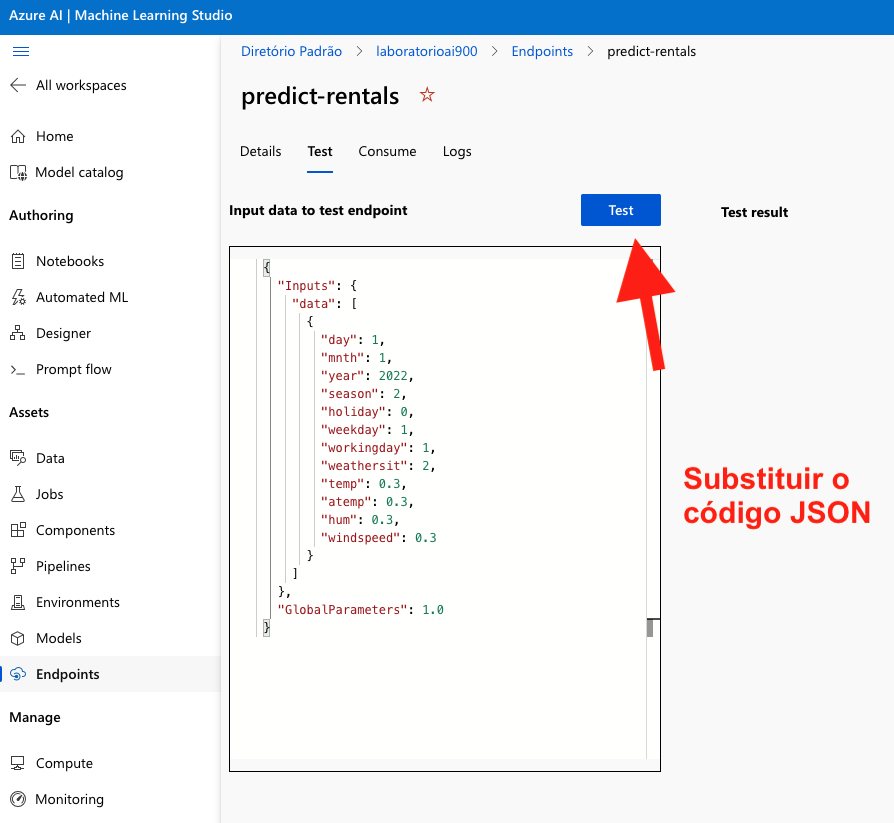 Azure AI | Machine Learning Studio
All workspaces
Home
Model catalog
Authoring
Notebooks
Automated ML
Designer
Prompt flow
Assets
Data
Jobs
Components
Pipelines
Environments
Models
Endpoints
Manage
Compute
Monitoring
Diretório Padrão > laboratorioai900 > Endpoints > predict-rentals
predict-rentals
Details Test Consume Logs
Input data to test endpoint
Test
Test result
{
"Inputs": {
"data": [
{
"day": 1,
"mnth": 1,
"year": 2022,
"season": 2,
"holiday": 0,
"weekday": 1,
"workingday": 1,
"weathersit": 2,
"temp": 0.3,
"atemp": 0.3,
"hum": 0.3,
"windspeed": 0.3
}
]
},
"GlobalParameters": 1.0
}
Substituir o
código JSON